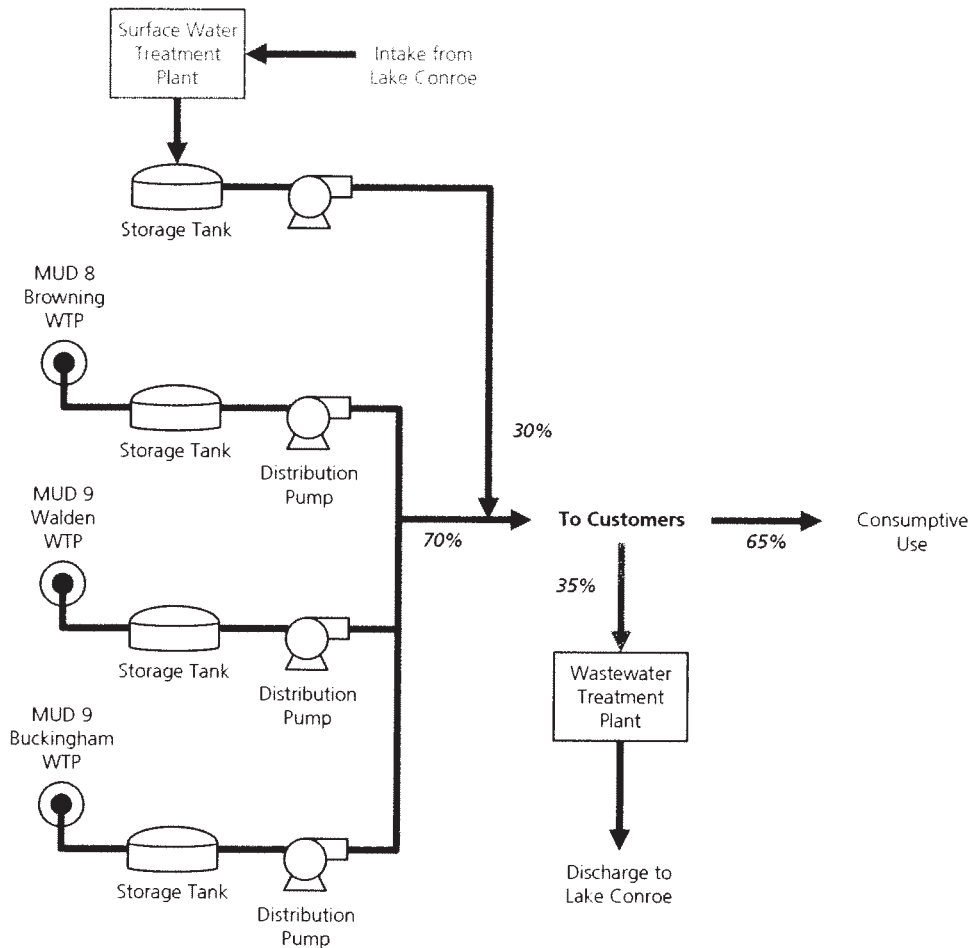 Surface Water
Treatment
Plant
Intake from
Lake Conroe
Storage Tank
MUD 8
Browning
WTP
Storage Tank
Distribution
Pump
30%
MUD 9
Walden
WTP
70%
To Customers
65%
Consumptive
Use
35%
Storage Tank
Distribution
Pump
Wastewater
Treatment
Plant
MUD 9
Buckingham
WTP
Storage Tank
Distribution
Pump
Discharge to
Lake Conroe